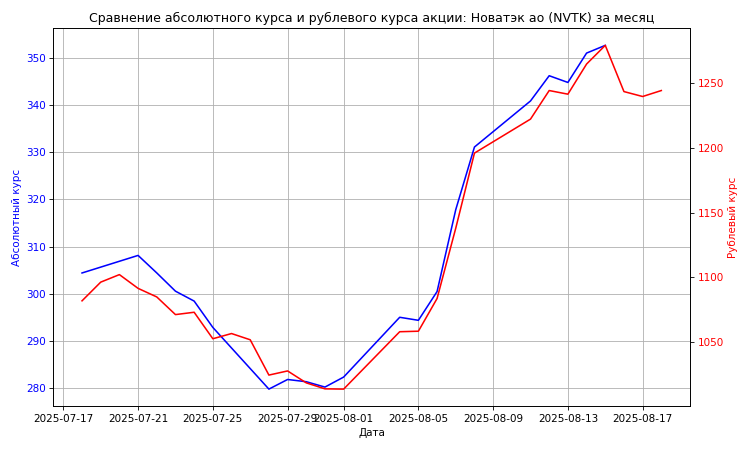 Сравнение абсолютного курса и рублевого курса акции: Новатэк ао (NVTK) за месяц
Абсолютный курс
350
340
330
320
310
300
290
280
1250
1200
1150
1100
1050
Рублевый курс
2025-07-17 2025-07-21 2025-07-25 2025-07-29 2025-08-01 2025-08-05 2025-08-09 2025-08-13 2025-08-17
Дата